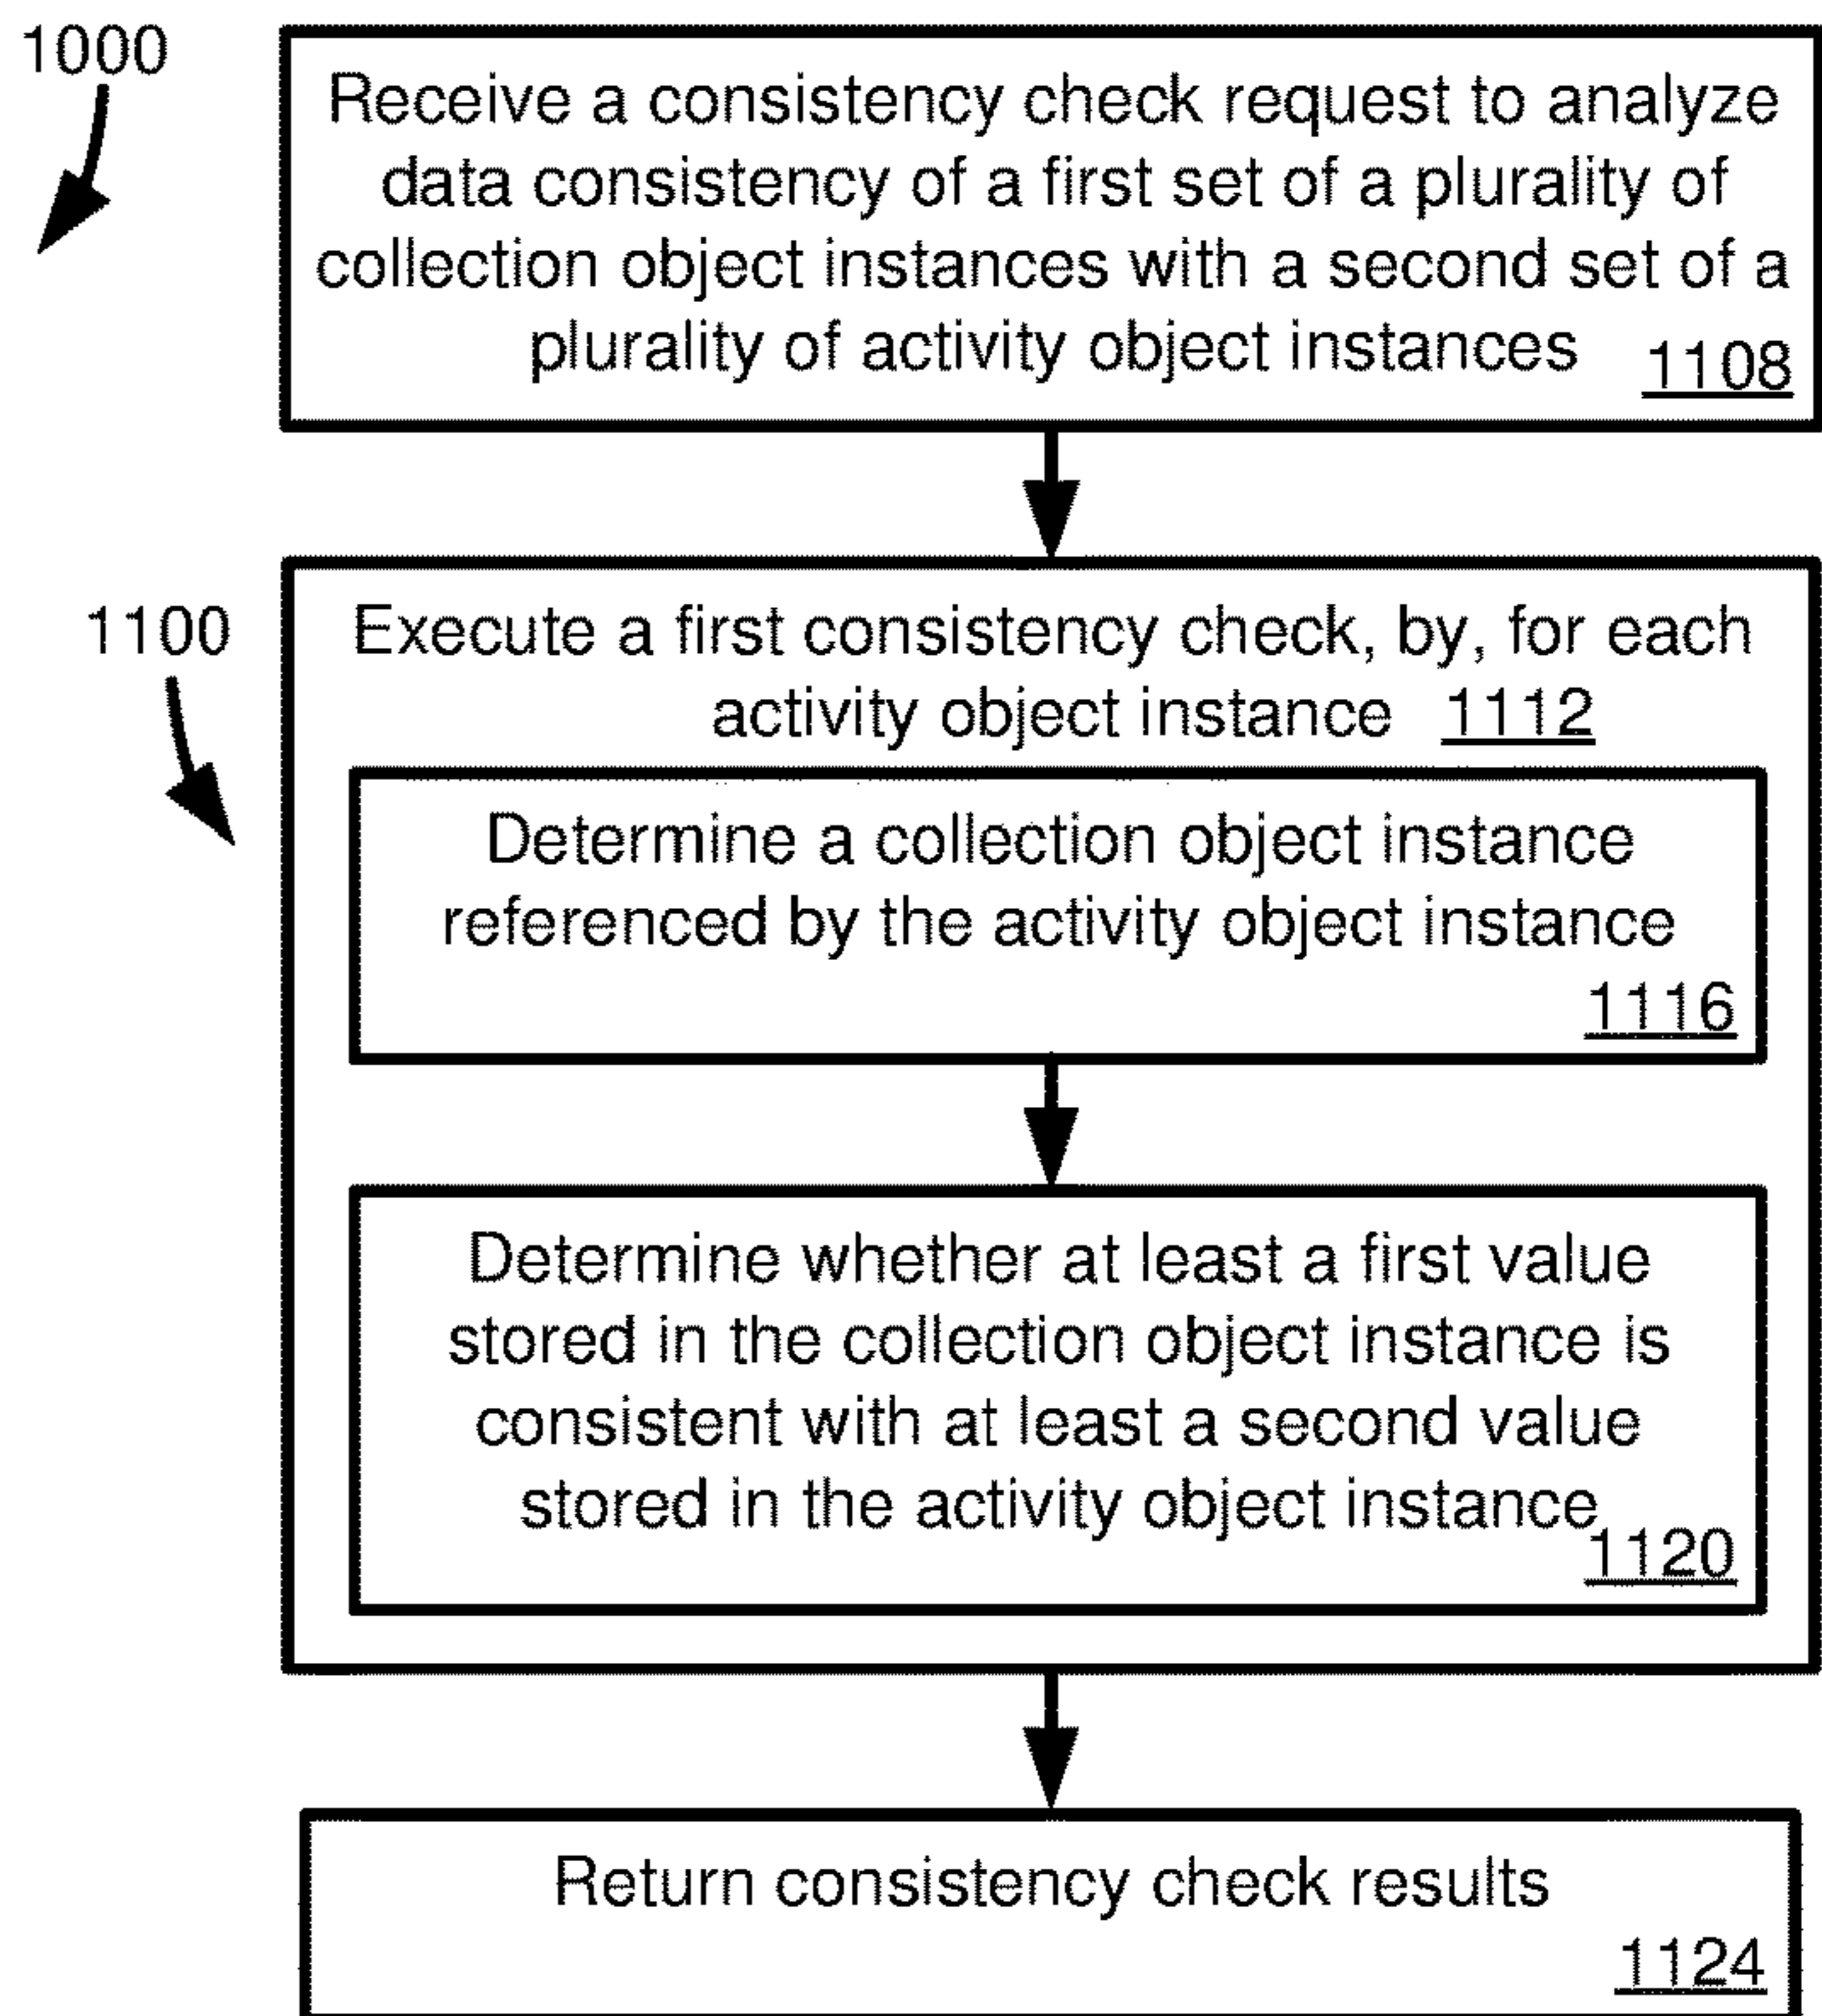 1000
Receive a consistency check request to analyze
data consistency of a first set of a plurality of
collection object instances with a second set of a
plurality of activity object instances
1108
1100
Execute a first consistency check, by, for each
activity object instance 1112
Determine a collection object instance
referenced by the activity object instance
1116
Determine whether at least a first value
stored in the collection object instance is
consistent with at least a second value
stored in the activity object instance
1120
Return consistency check results
1124